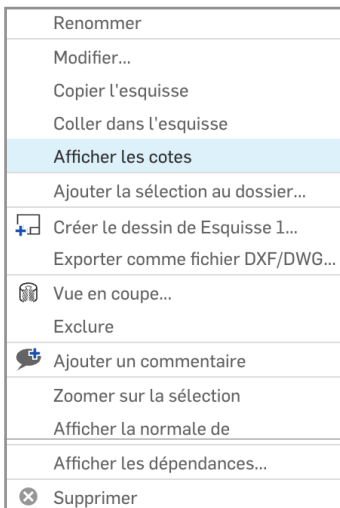 Renommer
Modifier...
Copier l'esquisse
Coller dans l'esquisse
Afficher les cotes
Ajouter la sélection au dossier...
Créer le dessin de Esquisse 1...
Exporter comme fichier DXF/DWG...
Vue en coupe...
Exclure
Ajouter un commentaire
Zoomer sur la sélection
Afficher la normale de
Afficher les dépendances...
Supprimer